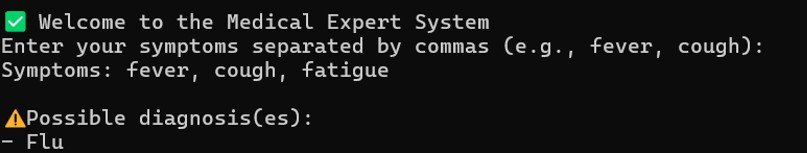 ✅ Welcome to the Medical Expert System
Enter your symptoms separated by commas (e.g., fever, cough):
Symptoms: fever, cough, fatigue
⚠️Possible diagnosis(es):
- Flu